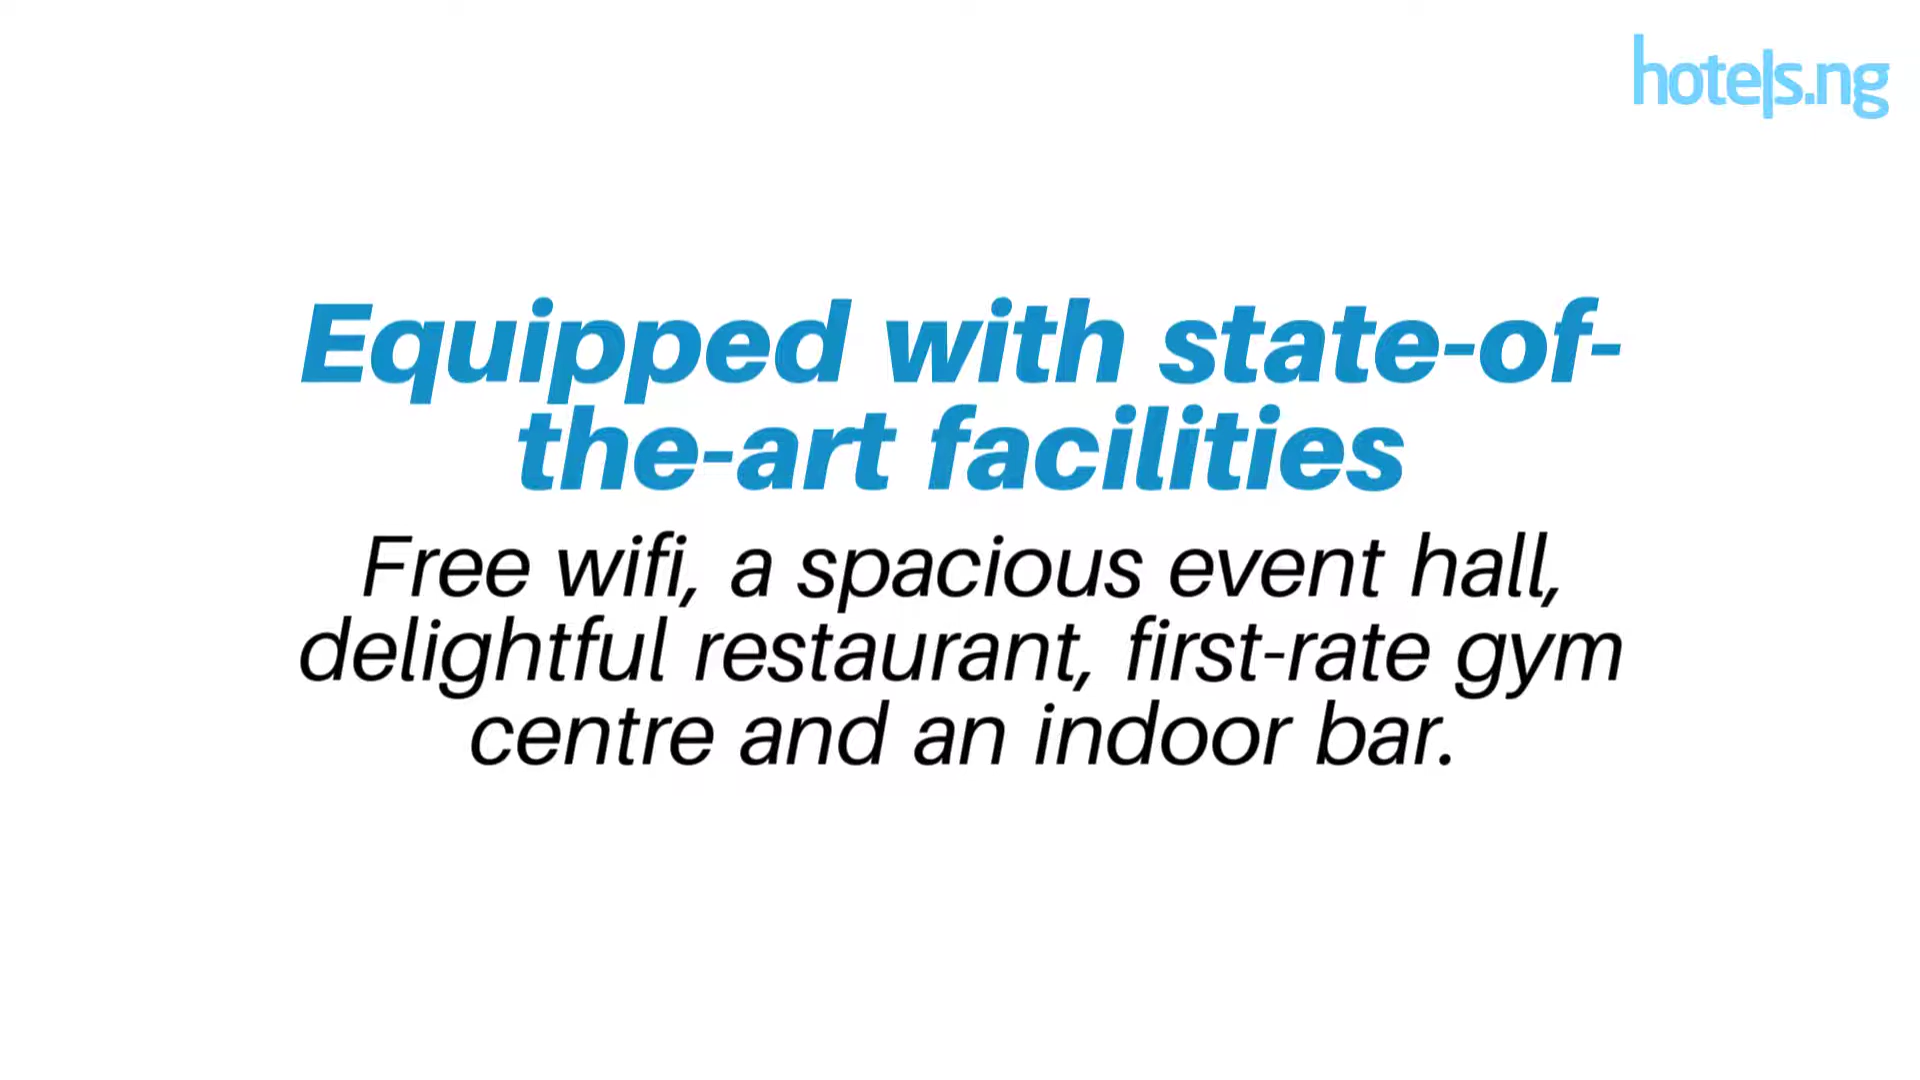 hotels.ng
Equipped with state-of-
the-art facilities
Free wifi, a spacious event hall,
delightful restaurant, first-rate gym
centre and an indoor bar.